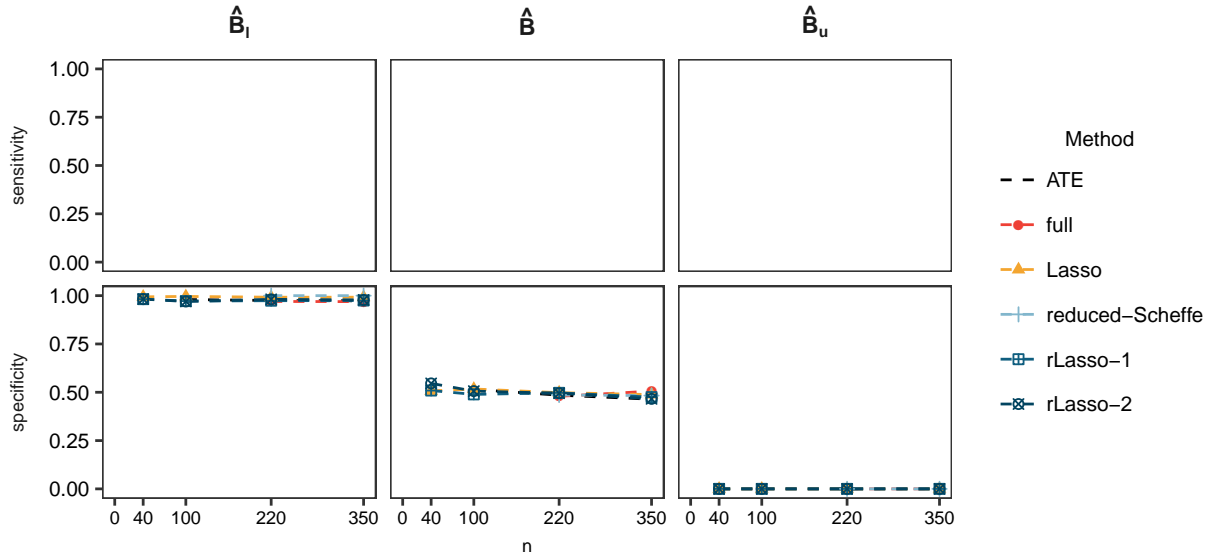 B̂ₗ B̂ B̂ᵤ
sensitivity
1.00
0.75
0.50
0.25
0.00
specificity
1.00
0.75
0.50
0.25
0.00
0 40 100 220 350 0 40 100 220 350 0 40 100 220 350
n
Method
ATE
full
Lasso
reduced−Scheffe
rLasso−1
rLasso−2